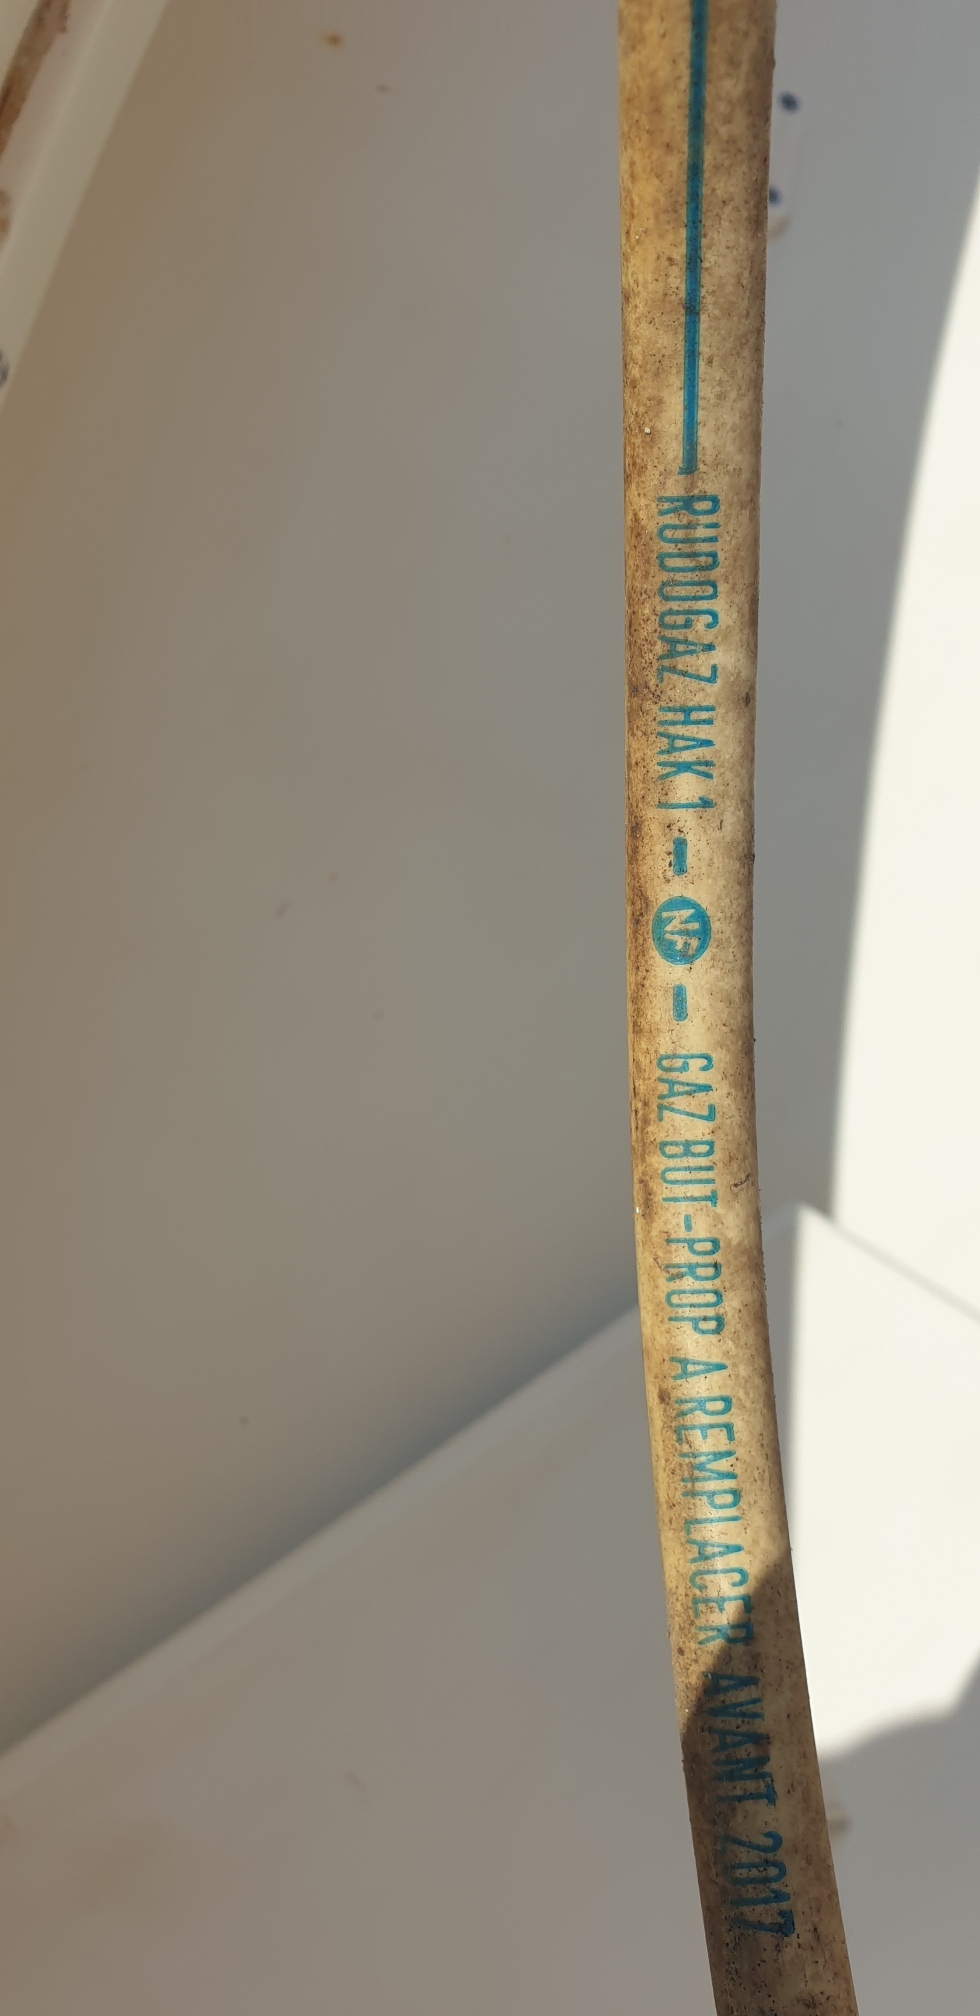 RUDOGAZ HAK 1 - NF - GAZ BUT-PROP A REMPLACER AVANT 2017